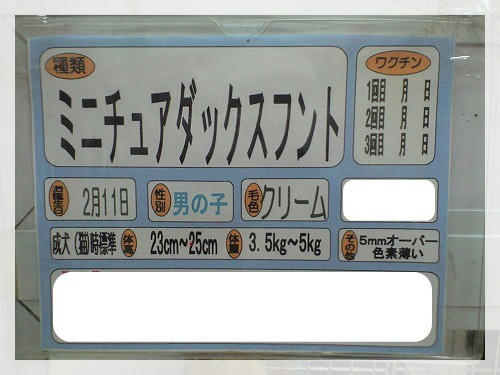 種類
ミニチュアダックスフント
ワクチン
1回目 月 日
2回目 月 日
3回目 月 日
お誕生日 2月11日
性別 男の子
毛色 クリーム
成犬(猫)時標準 体高 23cm～25cm 体重 3.5kg～5kg
その他 5mmオーバー
色素薄い